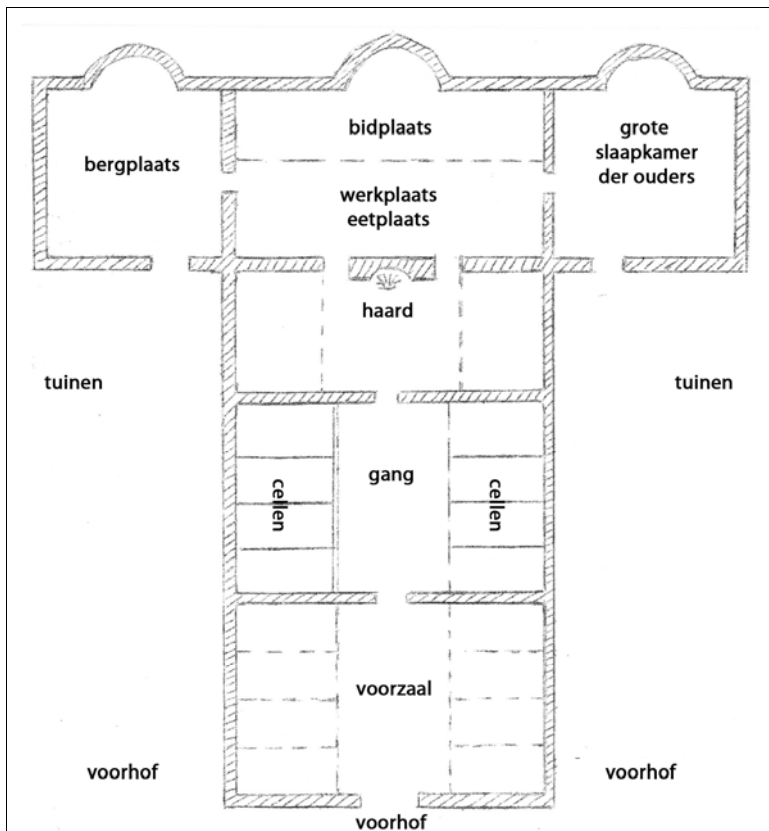 bidplaats
grote
slaapkamer
der ouders
bergplaats
werkplaats
eetplaats
haard
tuinen
tuinen
gang
cellen
cellen
voorzaal
voorhof
voorhof
voorhof